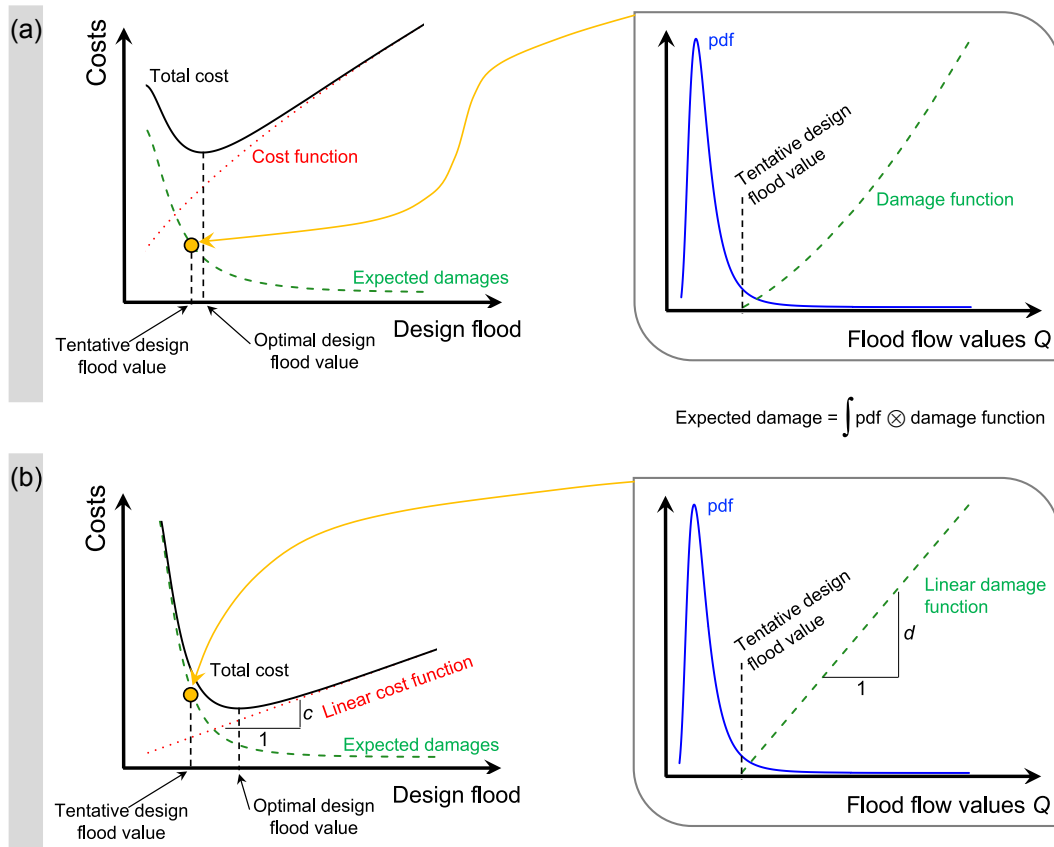 (a)
Costs
Total cost
Cost function
Expected damages
Design flood
Tentative design
flood value
Optimal design
flood value
pdf
Tentative design
flood value
Damage function
Flood flow values Q
Expected damage = ∫ pdf ⊗ damage function
(b)
Costs
Total cost
Linear cost function
c
1
Expected damages
Design flood
Tentative design
flood value
Optimal design
flood value
pdf
Tentative design
flood value
Linear damage
function
d
1
Flood flow values Q